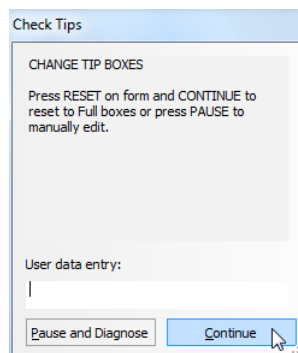 Check Tips
CHANGE TIP BOXES
Press RESET on form and CONTINUE to
reset to Full boxes or press PAUSE to
manually edit.
User data entry:
Pause and Diagnose
Continue